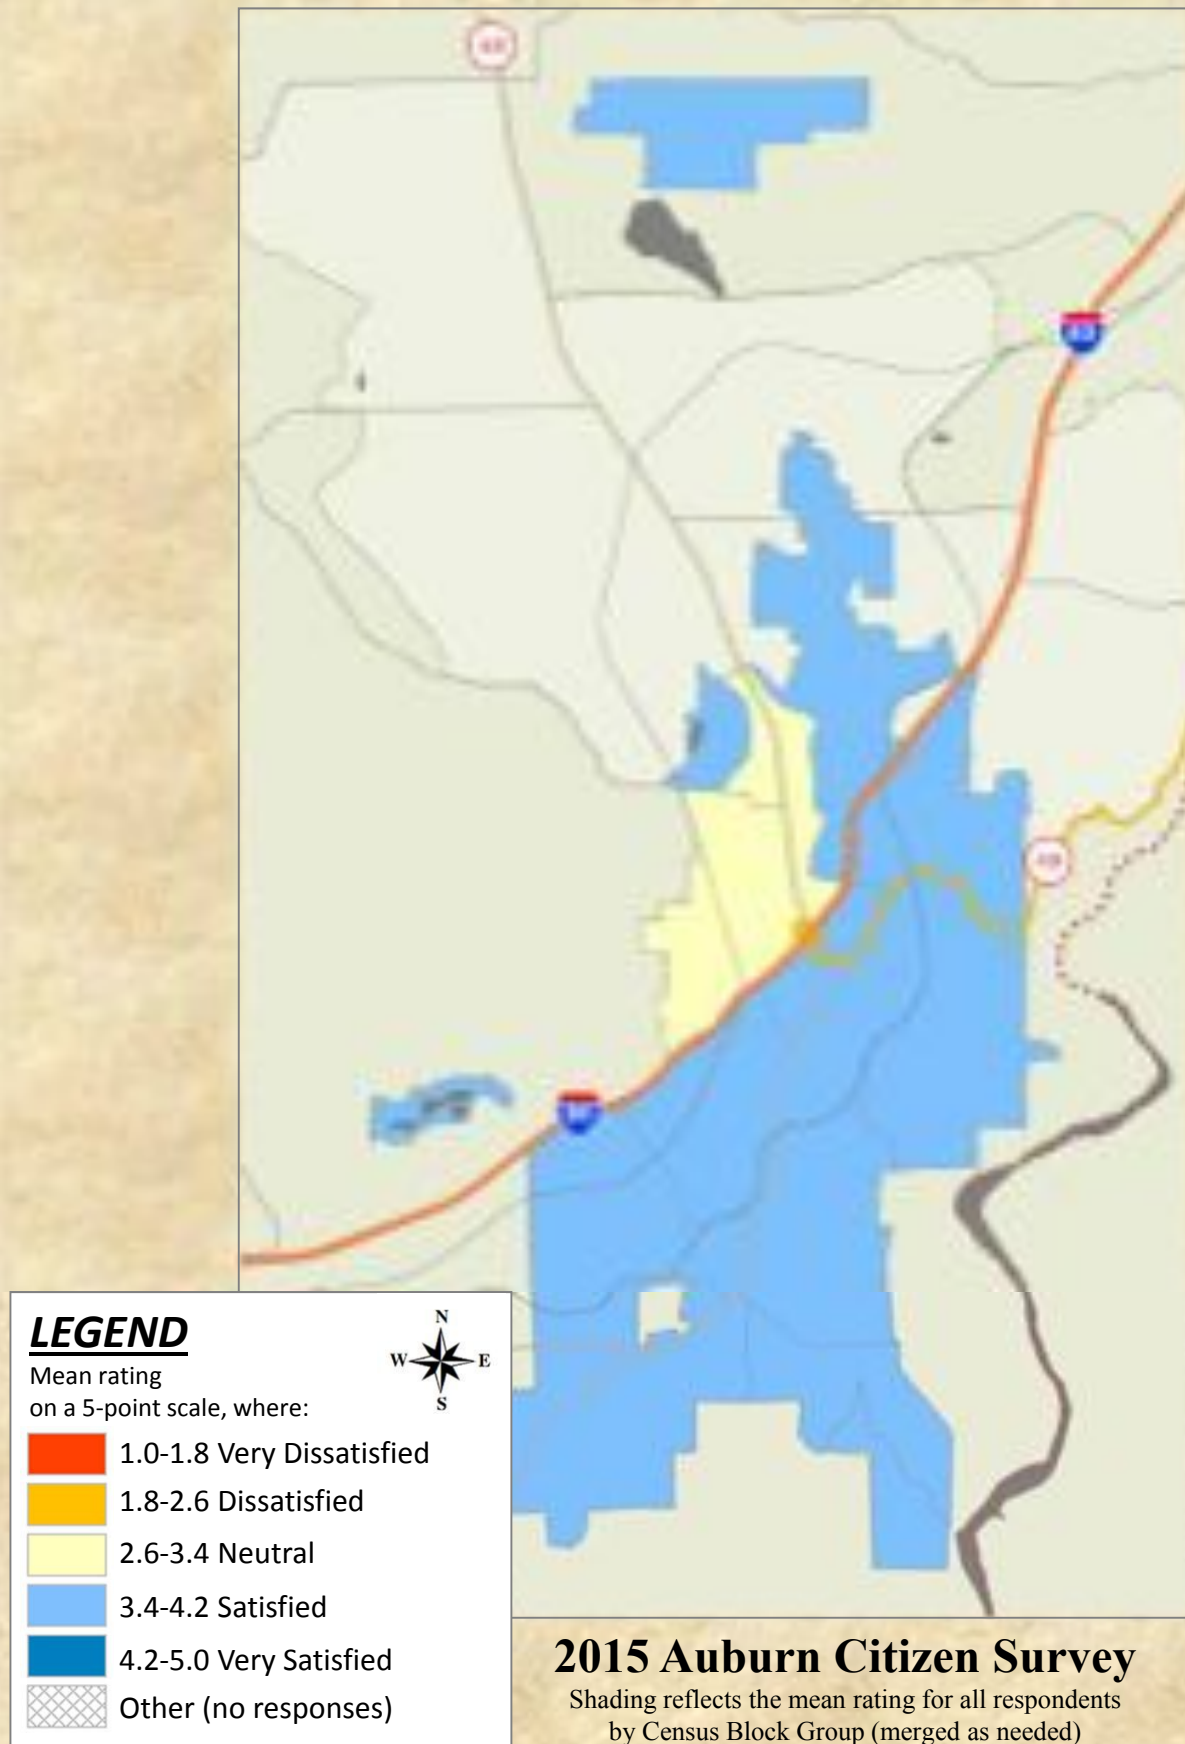 LEGEND
Mean rating
on a 5-point scale, where:
N
W E
S
1.0-1.8 Very Dissatisfied
1.8-2.6 Dissatisfied
2.6-3.4 Neutral
3.4-4.2 Satisfied
4.2-5.0 Very Satisfied
Other (no responses)
2015 Auburn Citizen Survey
Shading reflects the mean rating for all respondents
by Census Block Group (merged as needed)